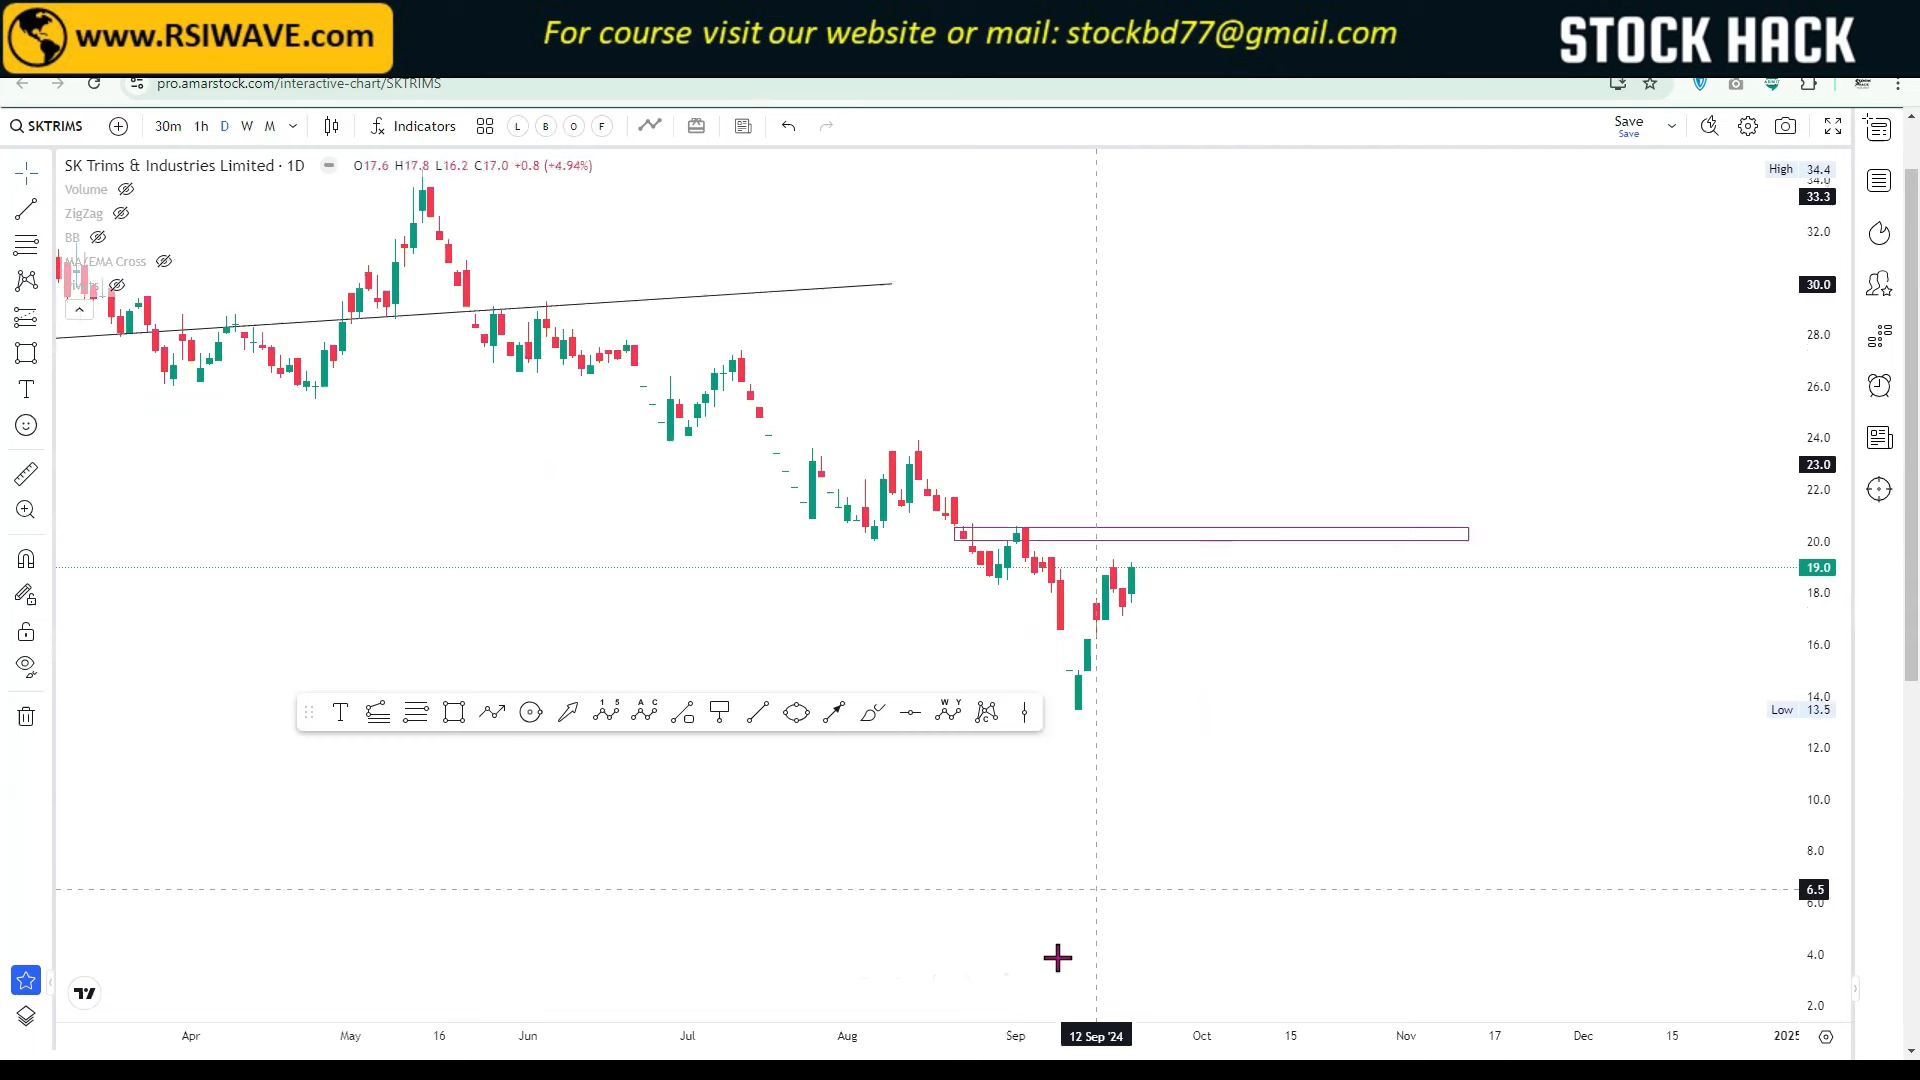 www.RSIWAVE.com
For course visit our website or mail: stockbd77@gmail.com
STOCK HACK
pro.amarstock.com/interactive-chart/SKTRIMS
SKTRIMS 30m 1h D W M Indicators L B O F Save
Save
SK Trims & Industries Limited · 1D O17.6 H17.8 L16.2 C17.0 +0.8 (+4.94%)
Volume
ZigZag
BB
MA/EMA Cross
High 34.4
34.0
33.3
32.0
30.0
28.0
26.0
24.0
23.0
22.0
20.0
19.0
18.0
16.0
14.0
Low 13.5
12.0
10.0
8.0
6.5
6.0
4.0
2.0
Apr May 16 Jun Jul Aug Sep 12 Sep '24 Oct 15 Nov 17 Dec 15 2025